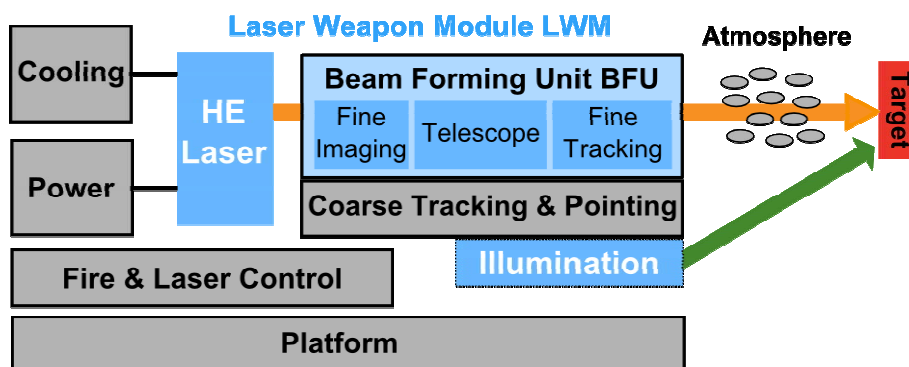 Laser Weapon Module LWM
Atmosphere
Cooling
HE
Laser
Power
Beam Forming Unit BFU
Fine
Imaging
Telescope
Fine
Tracking
Target
Coarse Tracking & Pointing
Illumination
Fire & Laser Control
Platform